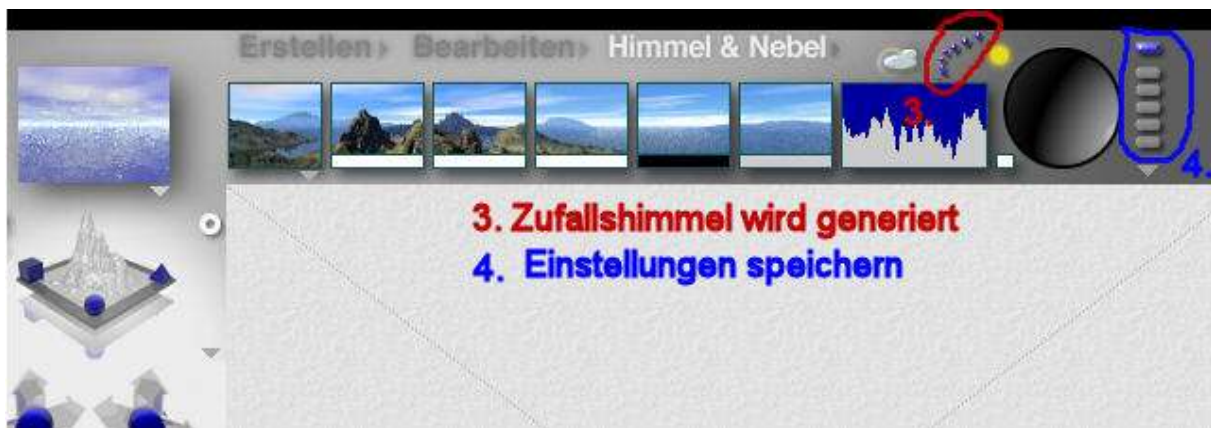 Erstellen Bearbeiten Himmel & Nebel
3.
4.
3. Zufallshimmel wird generiert
4. Einstellungen speichern